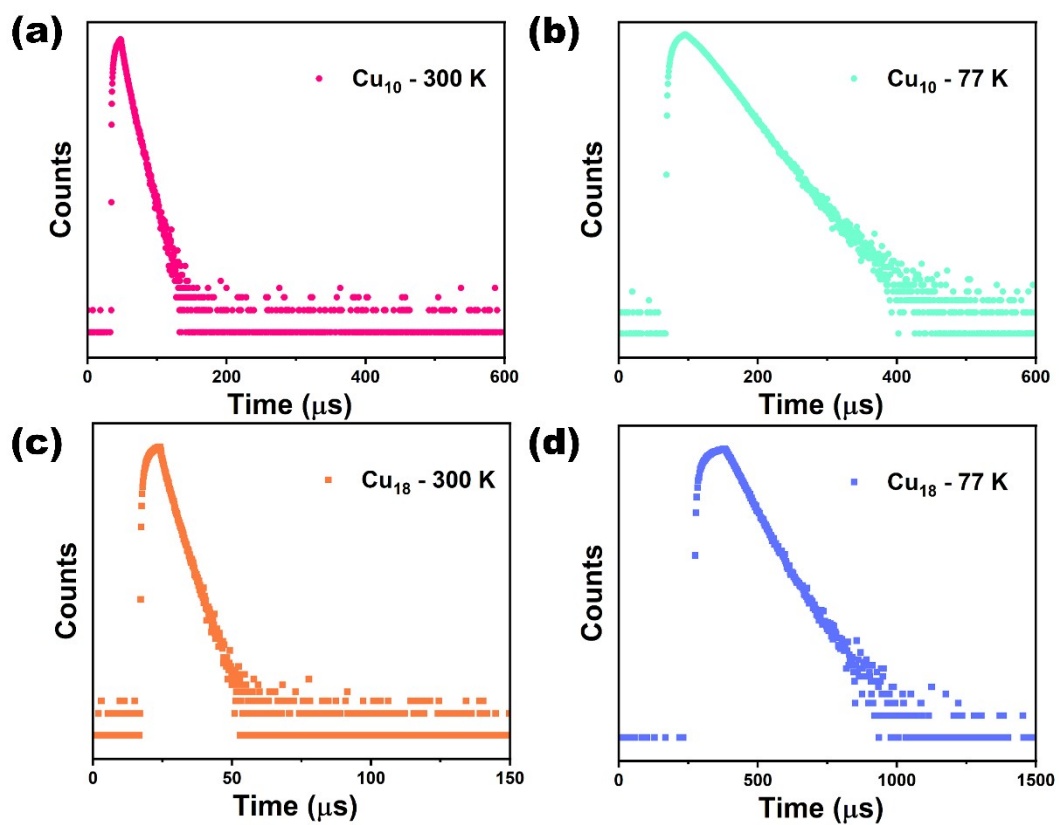 (a)
Cu10 - 300 K
Counts
0 200 400 600
Time (μs)
(b)
Cu10 - 77 K
Counts
0 200 400 600
Time (μs)
(c)
Cu18 - 300 K
Counts
0 50 100 150
Time (μs)
(d)
Cu18 - 77 K
Counts
0 500 1000 1500
Time (μs)